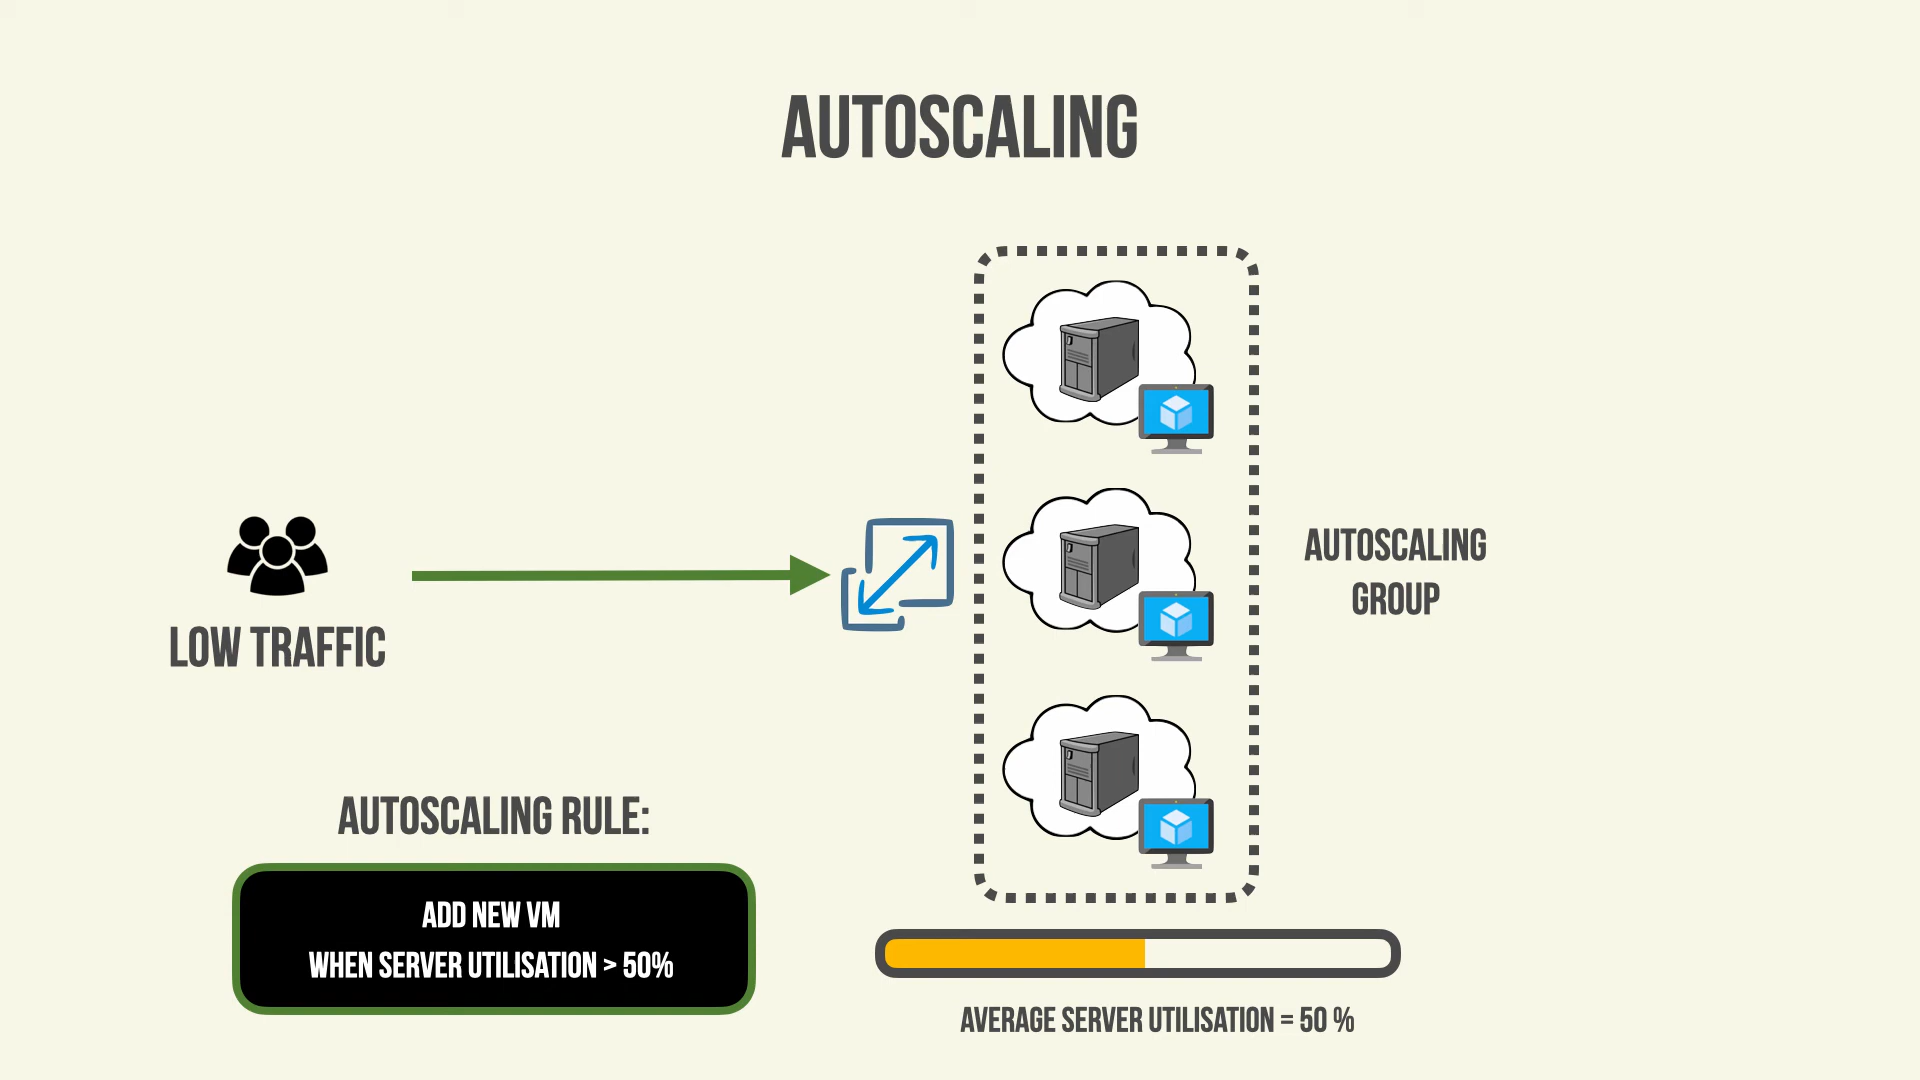 AUTOSCALING
AUTOSCALING
GROUP
LOW TRAFFIC
AUTOSCALING RULE:
ADD NEW VM
WHEN SERVER UTILISATION > 50%
AVERAGE SERVER UTILISATION = 50 %